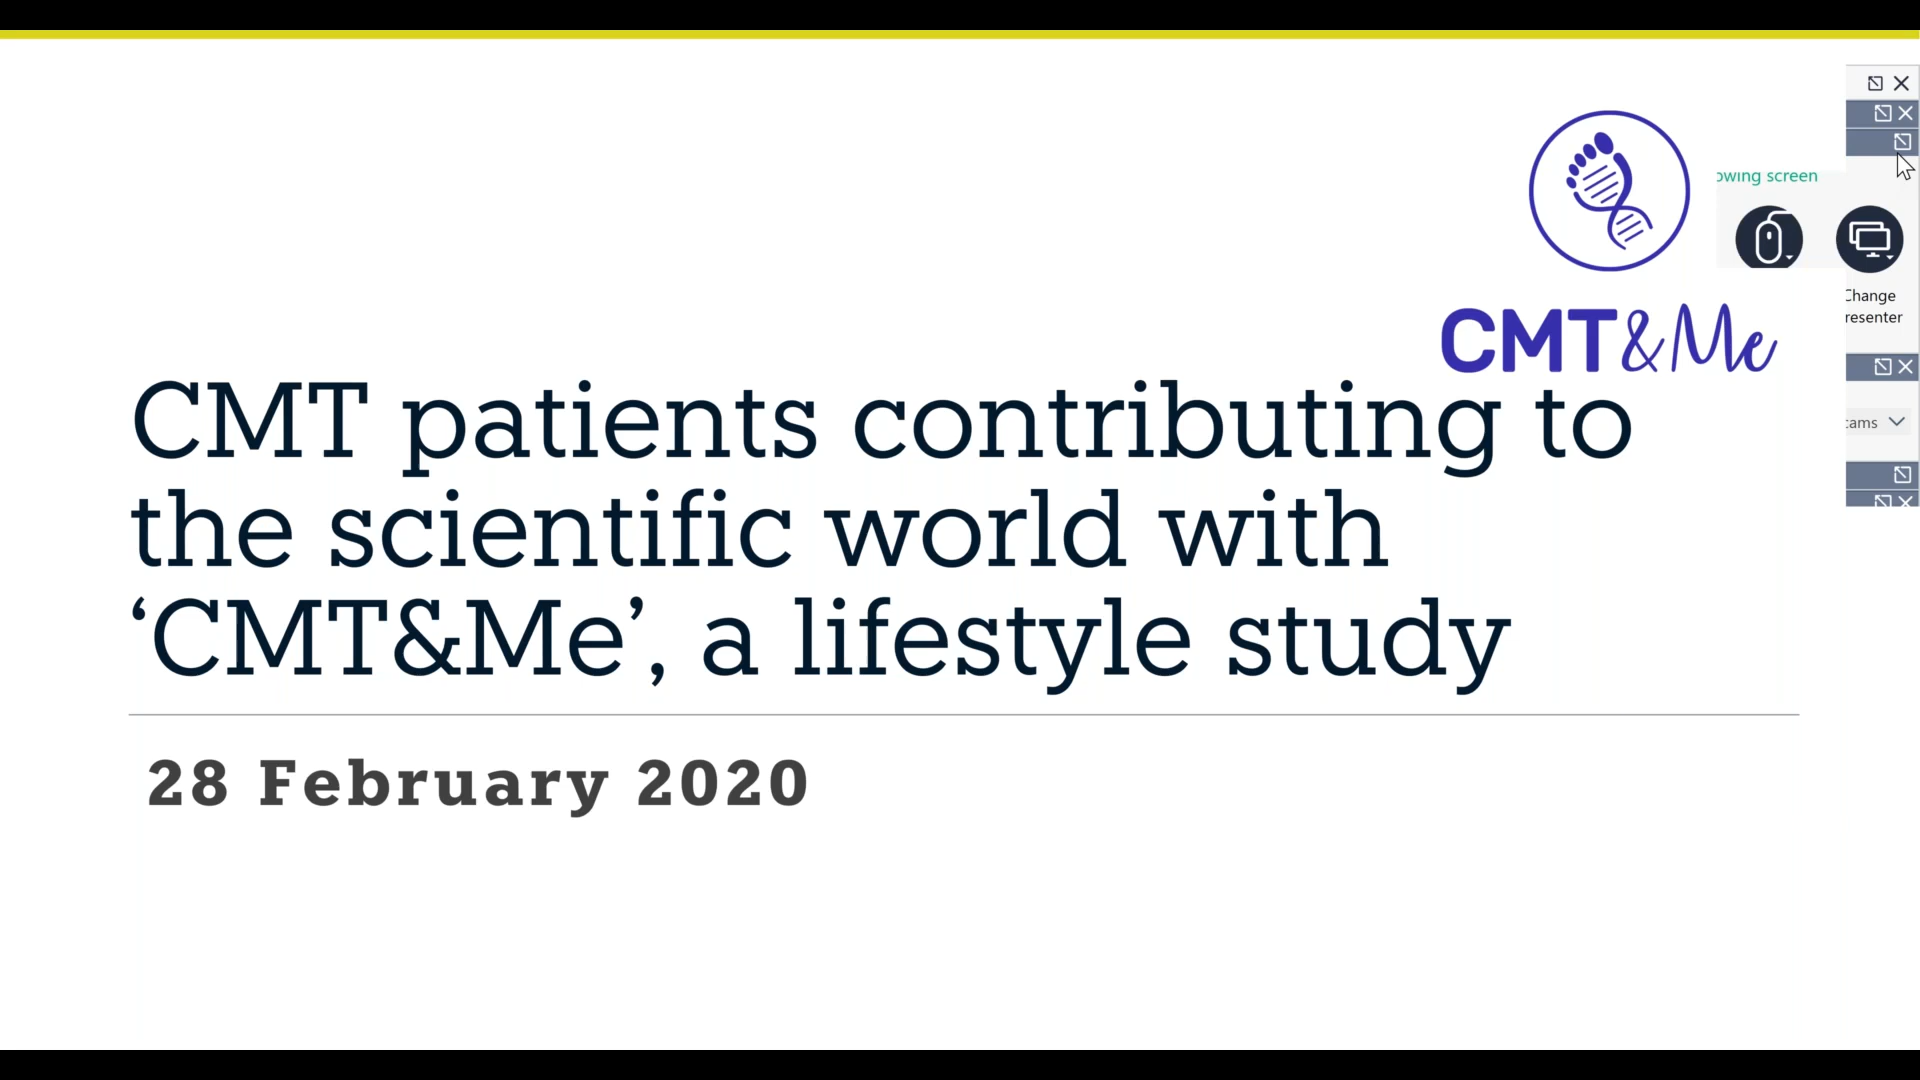 owing screen
Change
resenter
cams
CMT&Me
CMT patients contributing to
the scientific world with
‘CMT&Me’, a lifestyle study
28 February 2020